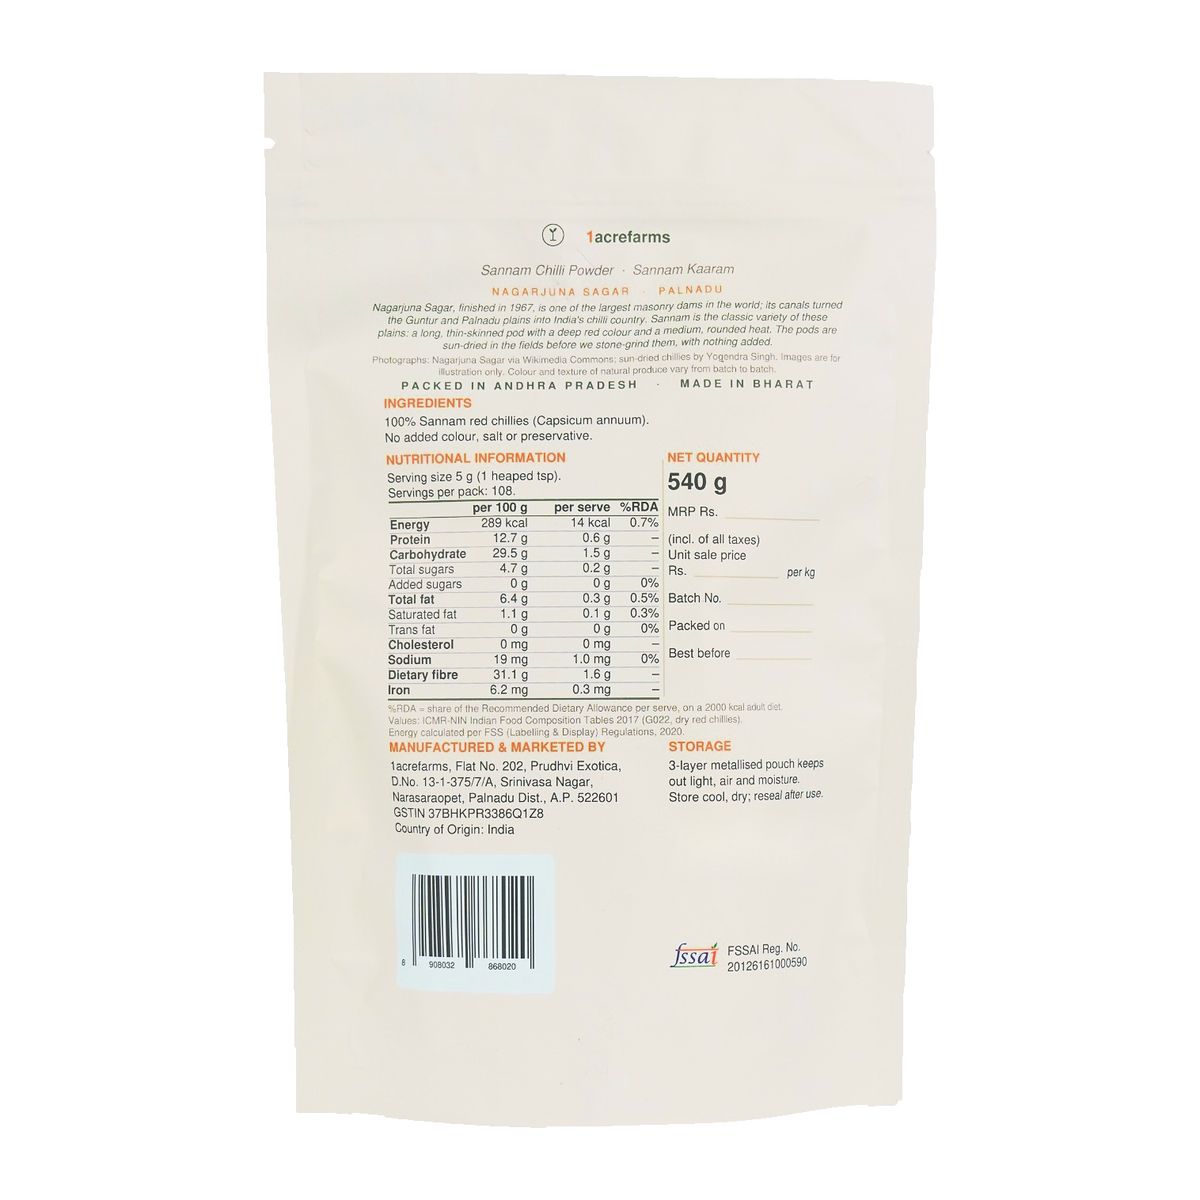 1acrefarms
Sannam Chilli Powder · Sannam Kaaram
NAGARJUNA SAGAR · PALNADU
Nagarjuna Sagar, finished in 1967, is one of the largest masonry dams in the world; its canals turned
the Guntur and Palnadu plains into India's chilli country. Sannam is the classic variety of these
plains: a long, thin-skinned pod with a deep red colour and a medium, rounded heat. The pods are
sun-dried in the fields before we stone-grind them, with nothing added.
Photographs: Nagarjuna Sagar via Wikimedia Commons; sun-dried chillies by Yogendra Singh. Images are for
illustration only. Colour and texture of natural produce vary from batch to batch.
PACKED IN ANDHRA PRADESH · MADE IN BHARAT
INGREDIENTS
100% Sannam red chillies (Capsicum annuum).
No added colour, salt or preservative.
NUTRITIONAL INFORMATION
Serving size 5 g (1 heaped tsp).
Servings per pack: 108.
per 100 g per serve %RDA
Energy 289 kcal 14 kcal 0.7%
Protein 12.7 g 0.6 g –
Carbohydrate 29.5 g 1.5 g –
Total sugars 4.7 g 0.2 g –
Added sugars 0 g 0 g 0%
Total fat 6.4 g 0.3 g 0.5%
Saturated fat 1.1 g 0.1 g 0.3%
Trans fat 0 g 0 g 0%
Cholesterol 0 mg 0 mg –
Sodium 19 mg 1.0 mg 0%
Dietary fibre 31.1 g 1.6 g –
Iron 6.2 mg 0.3 mg –
%RDA = share of the Recommended Dietary Allowance per serve, on a 2000 kcal adult diet.
Values: ICMR-NIN Indian Food Composition Tables 2017 (G022, dry red chillies).
Energy calculated per FSS (Labelling & Display) Regulations, 2020.
NET QUANTITY
540 g
MRP Rs.
(incl. of all taxes)
Unit sale price
Rs. per kg
Batch No.
Packed on
Best before
MANUFACTURED & MARKETED BY
1acrefarms, Flat No. 202, Prudhvi Exotica,
D.No. 13-1-375/7/A, Srinivasa Nagar,
Narasaraopet, Palnadu Dist., A.P. 522601
GSTIN 37BHKPR3386Q1Z8
Country of Origin: India
STORAGE
3-layer metallised pouch keeps
out light, air and moisture.
Store cool, dry; reseal after use.
8 908032 868020
fssai
FSSAI Reg. No.
20126161000590